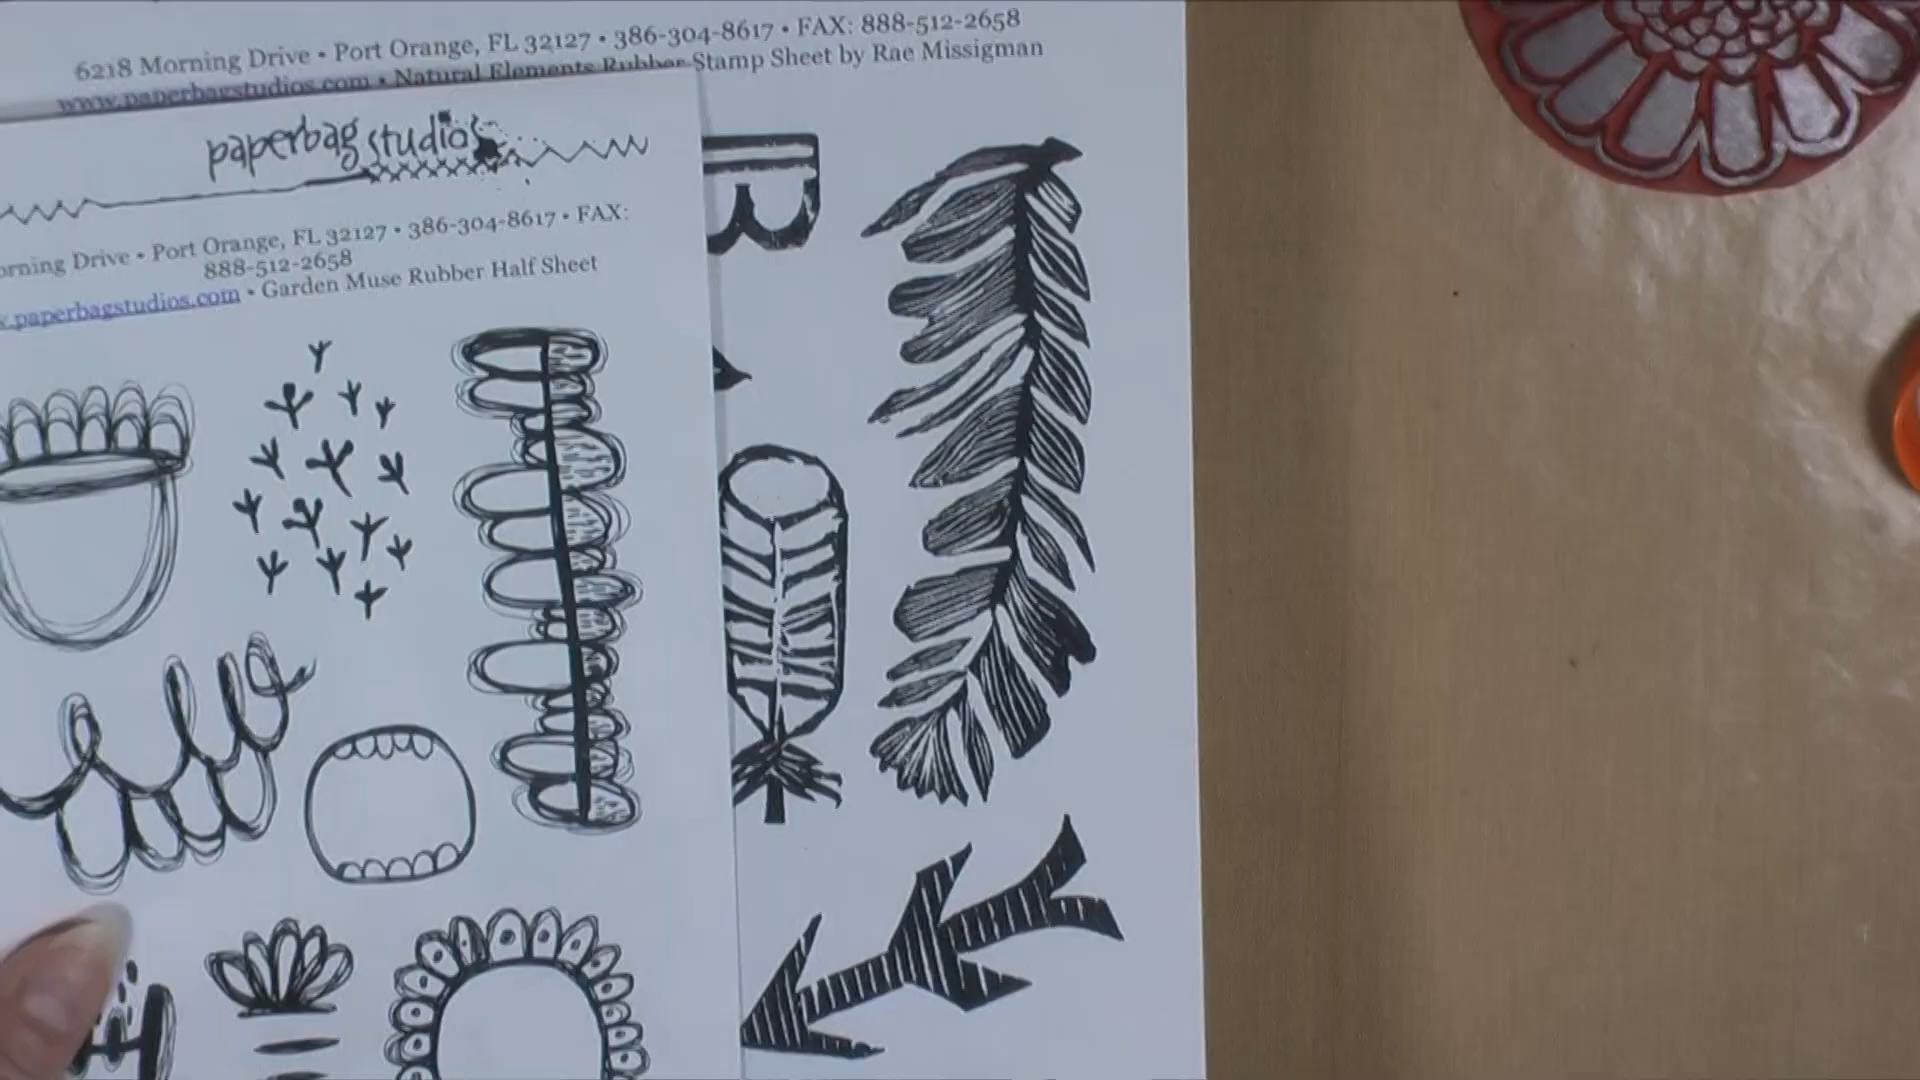 6218 Morning Drive • Port Orange, FL 32127 • 386-304-8617 • FAX: 888-512-2658
www.paperbagstudios.com • Natural Elements Rubber Stamp Sheet by Rae Missigman
paperbag studios
orning Drive • Port Orange, FL 32127 • 386-304-8617 • FAX:
888-512-2658
.paperbagstudios.com • Garden Muse Rubber Half Sheet